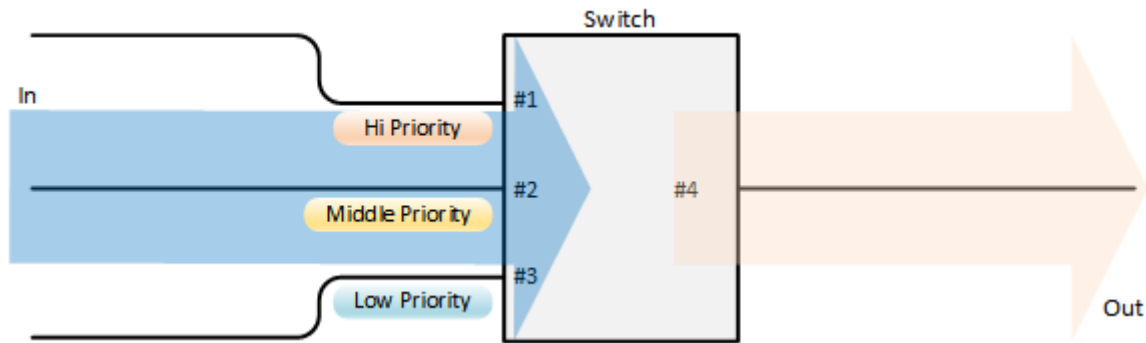 Switch
In
#1
Hi Priority
#2
#4
Middle Priority
#3
Low Priority
Out